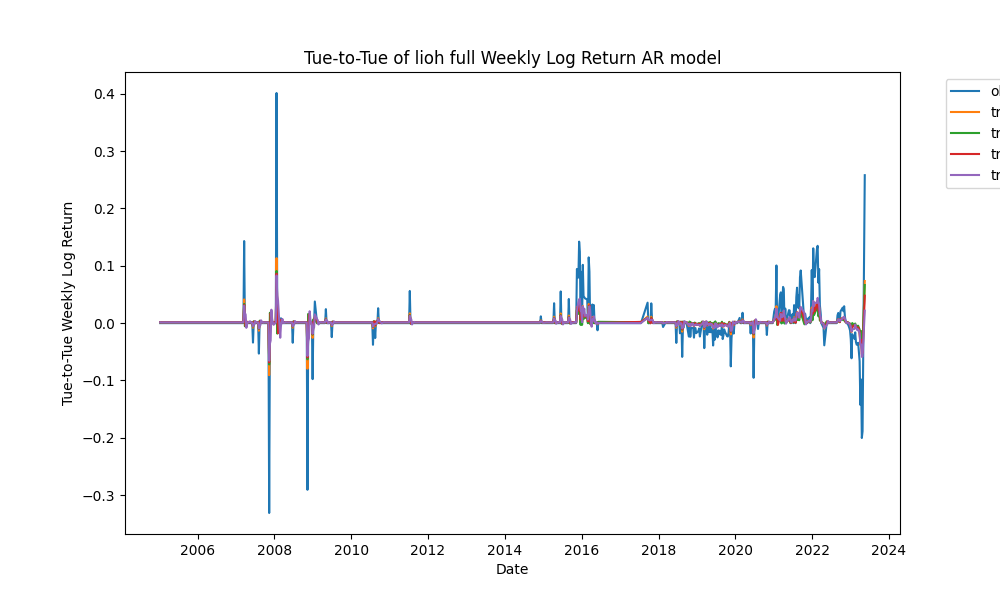 Tue-to-Tue of lioh full Weekly Log Return AR model
Tue-to-Tue Weekly Log Return
0.4
0.3
0.2
0.1
0.0
−0.1
−0.2
−0.3
2006 2008 2010 2012 2014 2016 2018 2020 2022 2024
Date